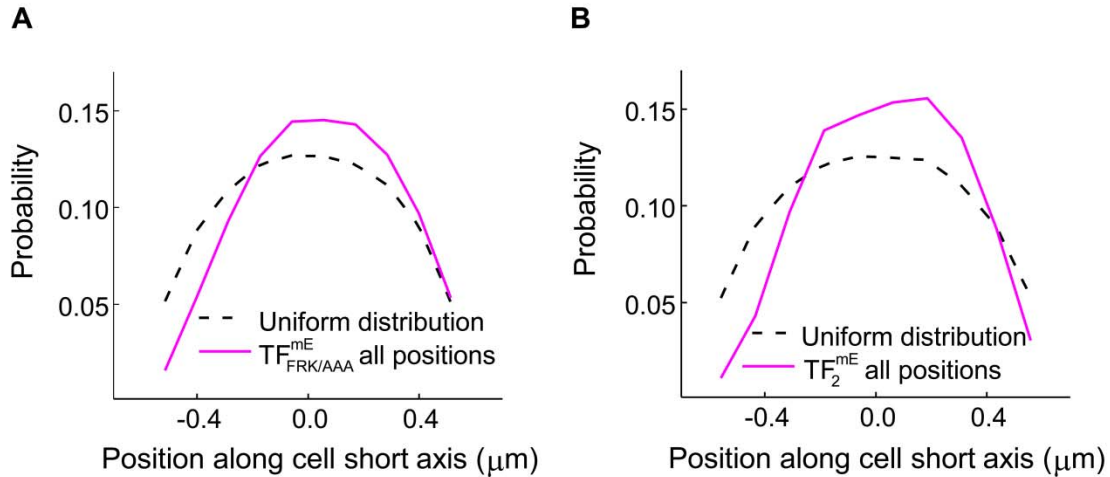 A
Probability
0.15
0.10
0.05
Uniform distribution
TF^mE_FRK/AAA all positions
-0.4 0.0 0.4
Position along cell short axis (μm)
B
Probability
0.15
0.10
0.05
Uniform distribution
TF^mE_2 all positions
-0.4 0.0 0.4
Position along cell short axis (μm)